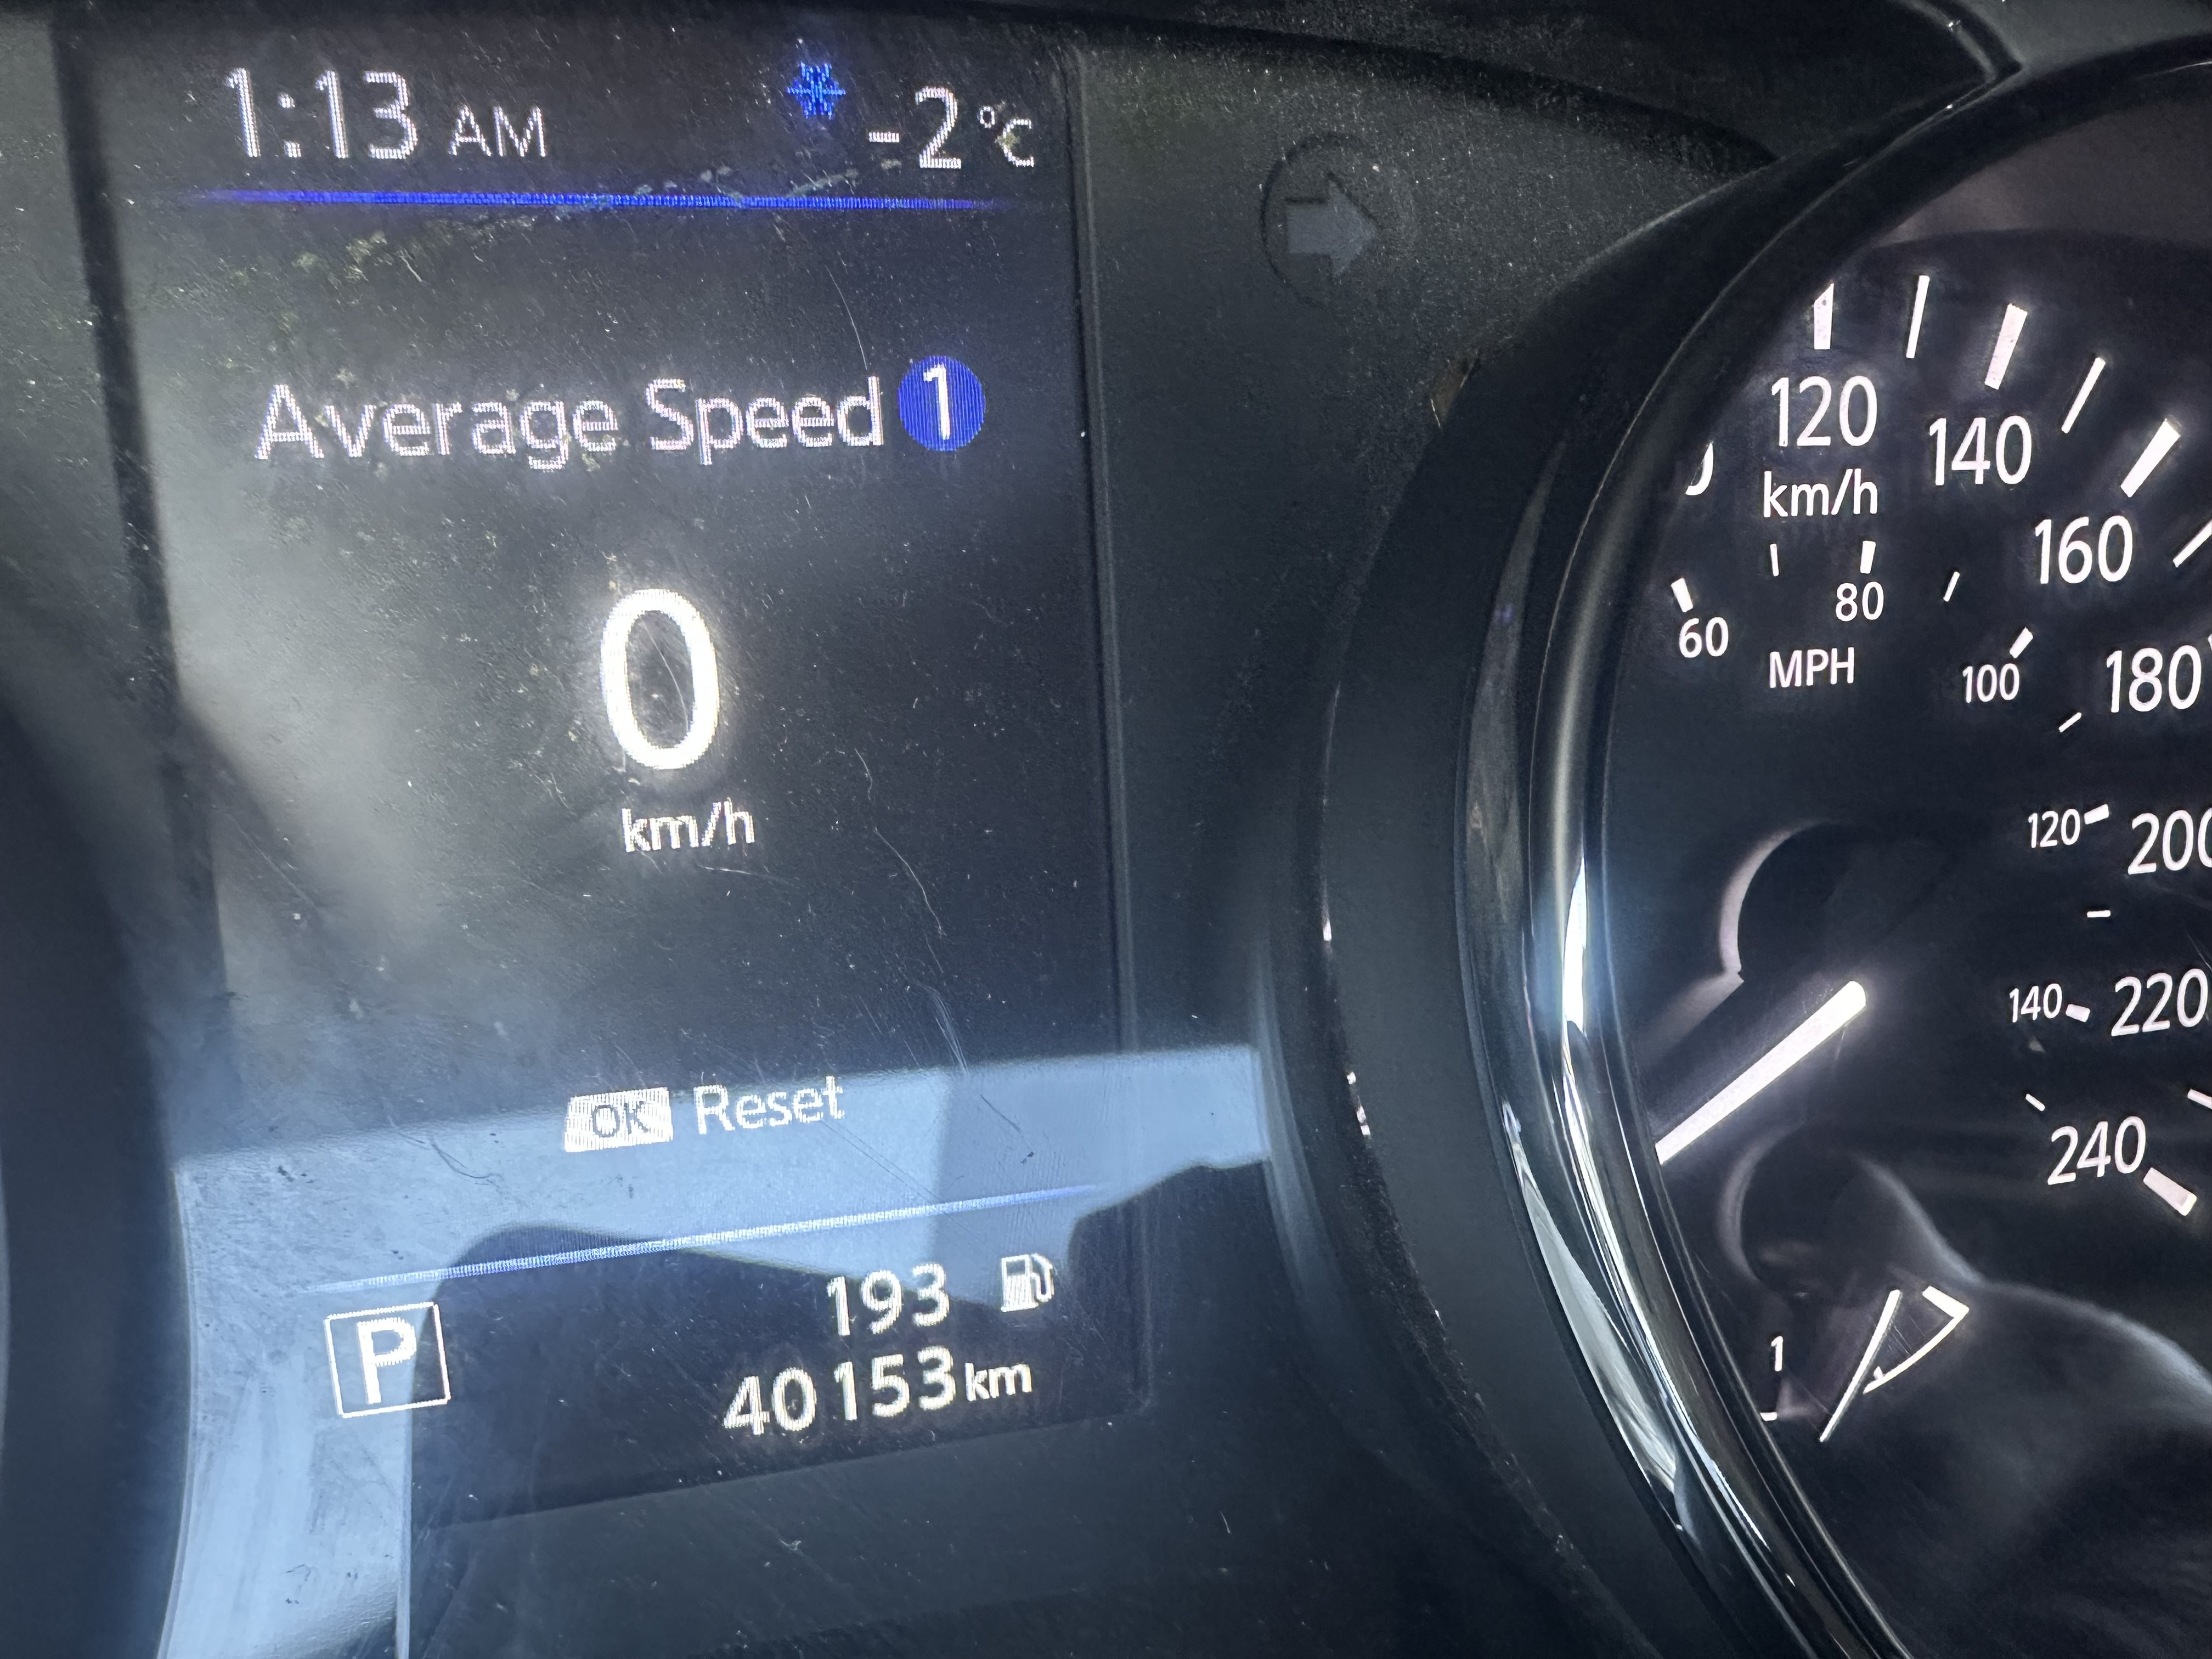 1:13 AM -2°C
Average Speed 1
0
km/h
OK Reset
P 193
40153km
120
km/h
140
160
180
200
220
240
60
80
MPH
100
120
140
1